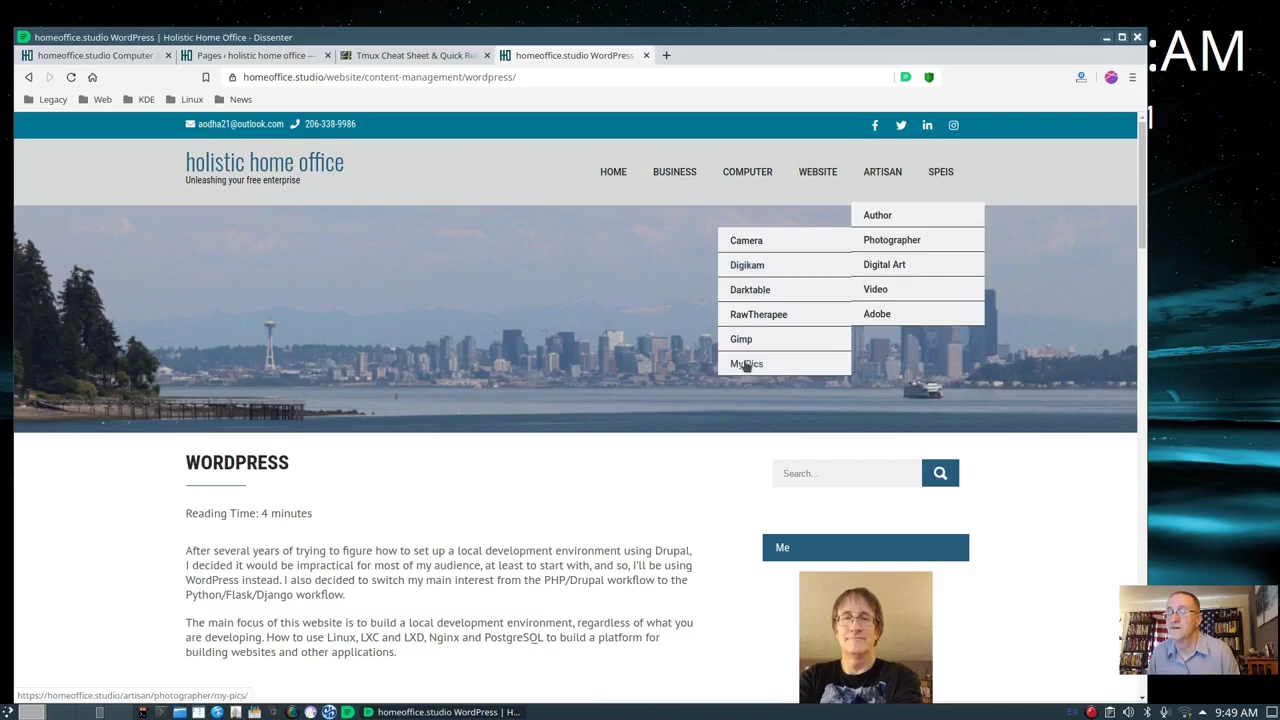 homeoffice.studio WordPress | Holistic Home Office - Dissenter
:AM
homeoffice.studio Computer
Pages ‹ holistic home office —
Tmux Cheat Sheet & Quick Ref
homeoffice.studio WordPress
homeoffice.studio/website/content-management/wordpress/
Legacy
Web
KDE
Linux
News
aodha21@outlook.com
206-338-9986
holistic home office
Unleashing your free enterprise
HOME
BUSINESS
COMPUTER
WEBSITE
ARTISAN
SPEIS
Author
Photographer
Digital Art
Video
Adobe
Camera
Digikam
Darktable
RawTherapee
Gimp
My Pics
WORDPRESS
Reading Time: 4 minutes
After several years of trying to figure how to set up a local development environment using Drupal,
I decided it would be impractical for most of my audience, at least to start with, and so, I'll be using
WordPress instead. I also decided to switch my main interest from the PHP/Drupal workflow to the
Python/Flask/Django workflow.
The main focus of this website is to build a local development environment, regardless of what you
are developing. How to use Linux, LXC and LXD, Nginx and PostgreSQL to build a platform for
building websites and other applications.
Search...
Me
https://homeoffice.studio/artisan/photographer/my-pics/
homeoffice.studio WordPress | H...
EN
9:49 AM